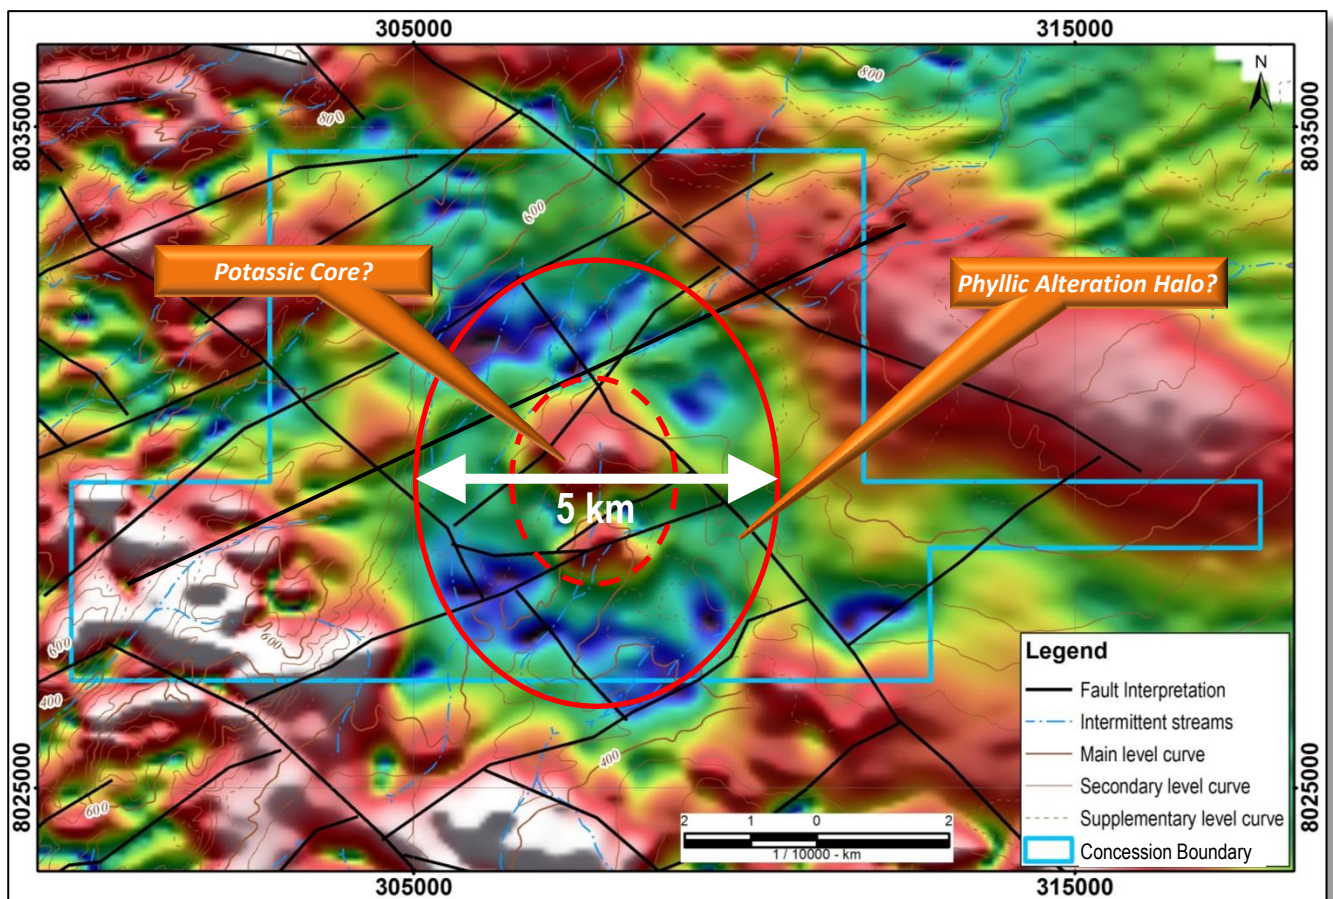 305000
315000
N
8035000
8035000
800
800
600
Potassic Core?
Phyllic Alteration Halo?
5 km
600
600
400
400
600
8025000
8025000
Legend
Fault Interpretation
Intermittent streams
Main level curve
Secondary level curve
Supplementary level curve
Concession Boundary
2 1 0 2
1 / 10000 - km
305000
315000